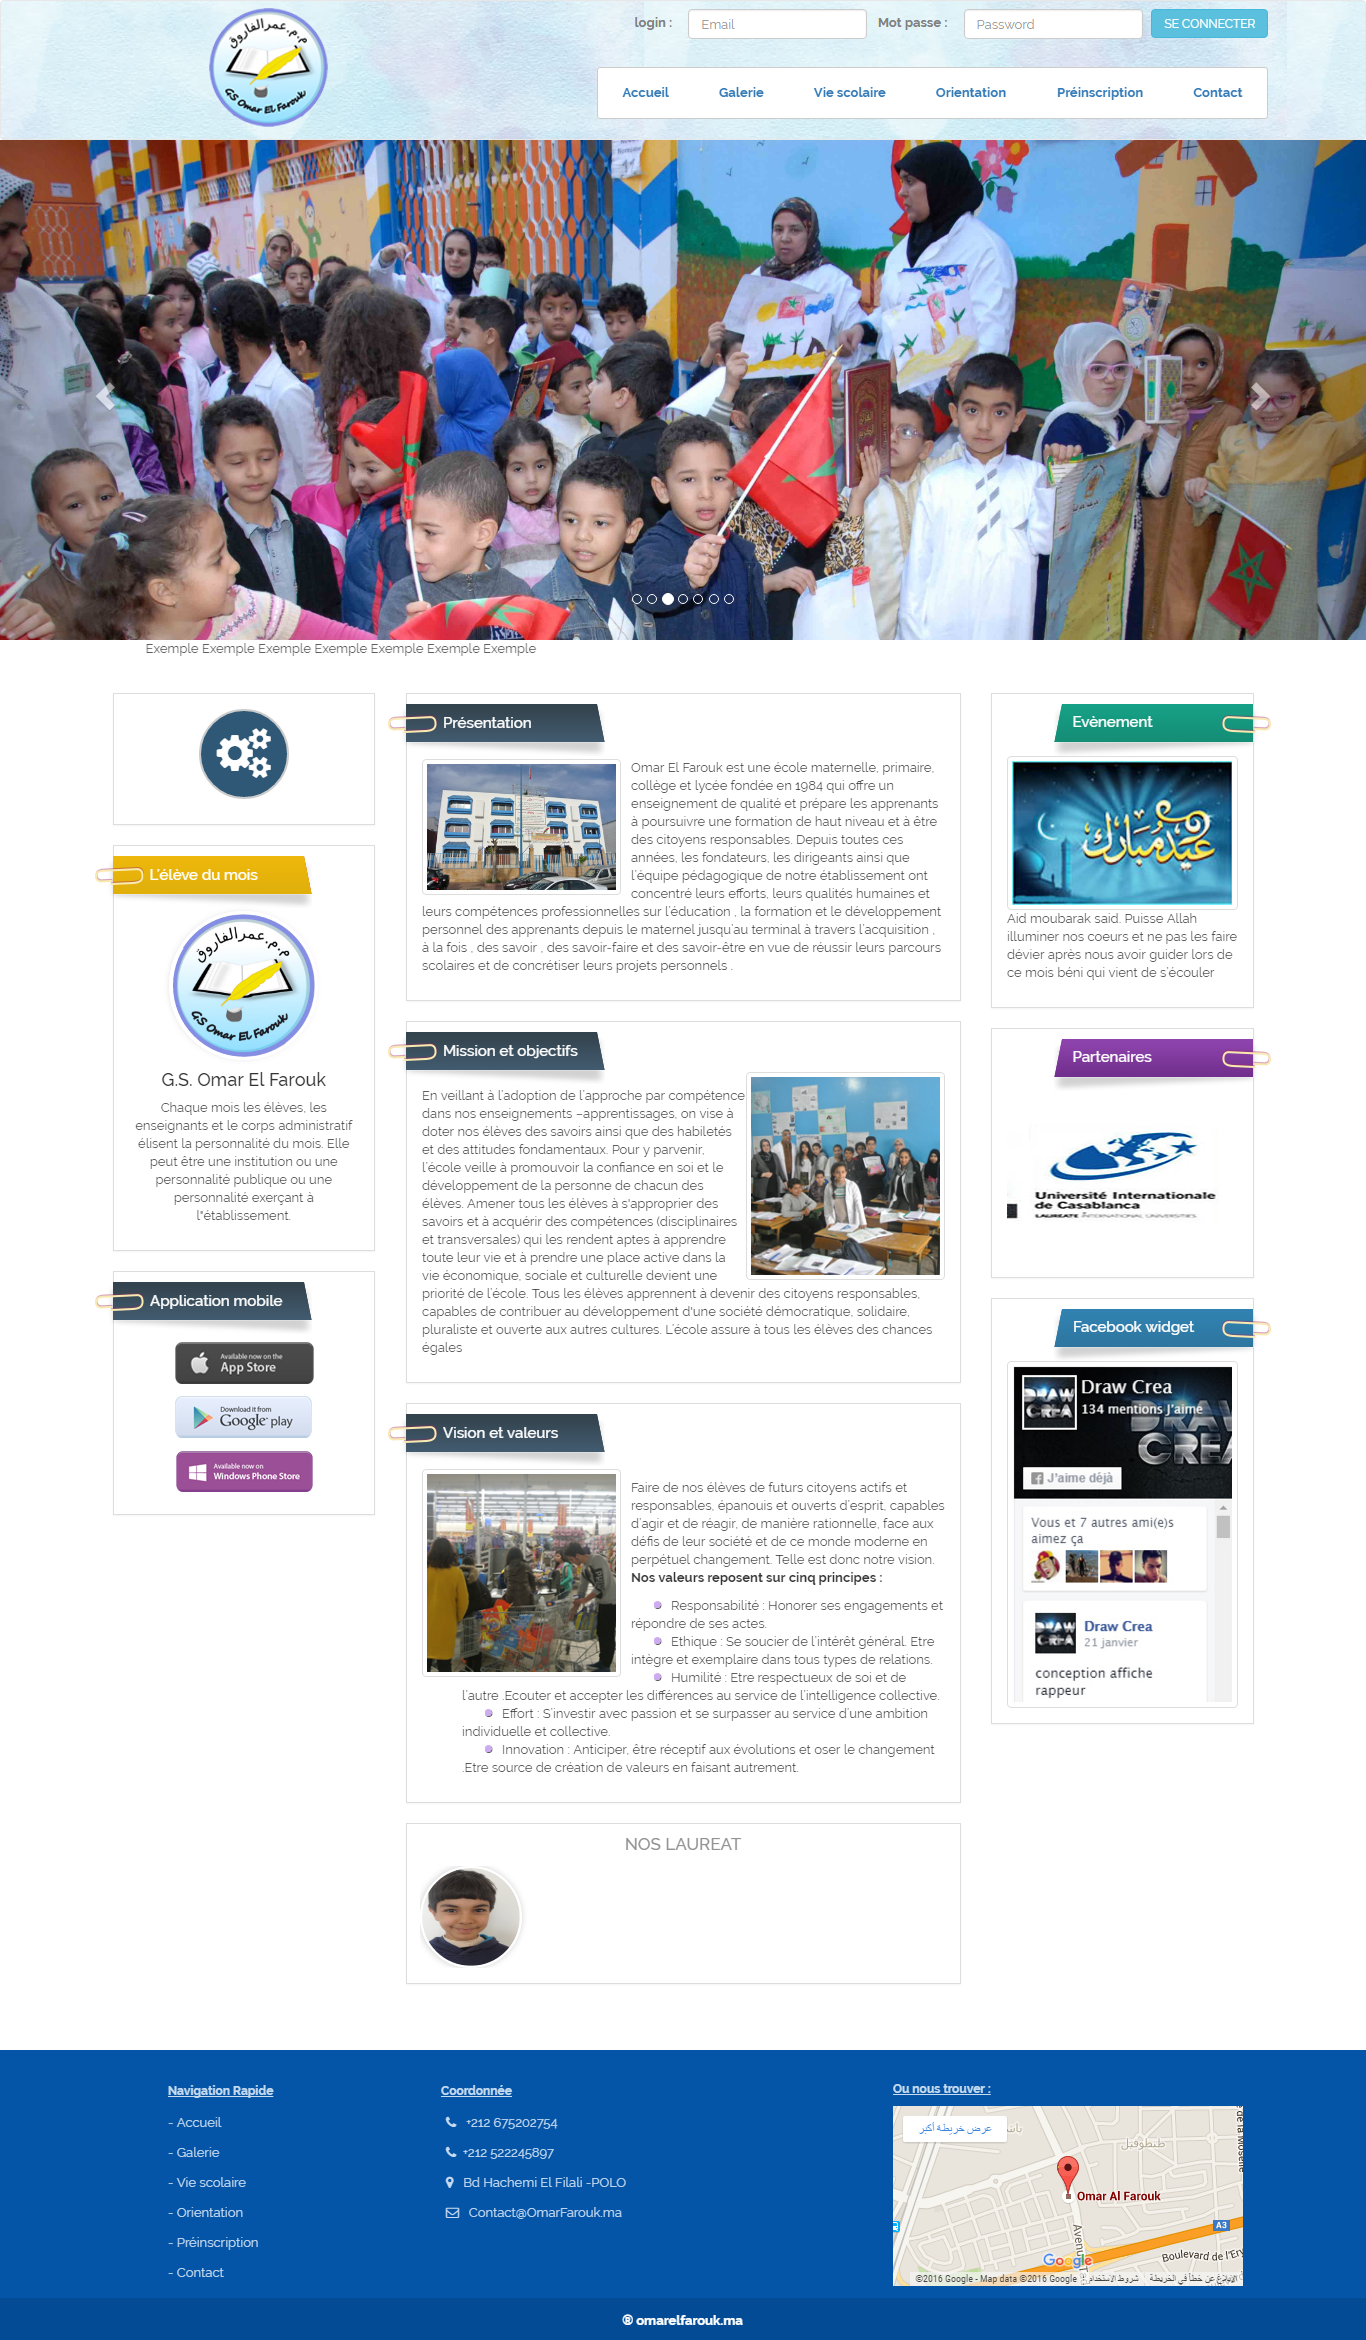 م.م.عمرالفاروق
GS Omar El Farouk
login :
Email
Mot passe :
Password
SE CONNECTER
Accueil
Galerie
Vie scolaire
Orientation
Préinscription
Contact
Exemple Exemple Exemple Exemple Exemple Exemple Exemple
L'élève du mois
م.م.عمرالفاروق
GS Omar El Farouk
G.S. Omar El Farouk
Chaque mois les élèves, les
enseignants et le corps administratif
élisent la personnalité du mois. Elle
peut être une institution ou une
personnalité publique ou une
personnalité exerçant à
l"établissement.
Application mobile
Available now on the
App Store
Download it from
Google play
Available now on
Windows Phone Store
Présentation
Omar El Farouk est une école maternelle, primaire,
collège et lycée fondée en 1984 qui offre un
enseignement de qualité et prépare les apprenants
à poursuivre une formation de haut niveau et à être
des citoyens responsables. Depuis toutes ces
années, les fondateurs, les dirigeants ainsi que
l'équipe pédagogique de notre établissement ont
concentré leurs efforts, leurs qualités humaines et
leurs compétences professionnelles sur l'éducation , la formation et le développement
personnel des apprenants depuis le maternel jusqu'au terminal à travers l'acquisition ,
à la fois , des savoir , des savoir-faire et des savoir-être en vue de réussir leurs parcours
scolaires et de concrétiser leurs projets personnels .
Mission et objectifs
En veillant à l'adoption de l'approche par compétence
dans nos enseignements –apprentissages, on vise à
doter nos élèves des savoirs ainsi que des habiletés
et des attitudes fondamentaux. Pour y parvenir,
l'école veille à promouvoir la confiance en soi et le
développement de la personne de chacun des
élèves. Amener tous les élèves à s'approprier des
savoirs et à acquérir des compétences (disciplinaires
et transversales) qui les rendent aptes à apprendre
toute leur vie et à prendre une place active dans la
vie économique, sociale et culturelle devient une
priorité de l'école. Tous les élèves apprennent à devenir des citoyens responsables,
capables de contribuer au développement d'une société démocratique, solidaire,
pluraliste et ouverte aux autres cultures. L'école assure à tous les élèves des chances
égales
Vision et valeurs
Faire de nos élèves de futurs citoyens actifs et
responsables, épanouis et ouverts d'esprit, capables
d'agir et de réagir, de manière rationnelle, face aux
défis de leur société et de ce monde moderne en
perpétuel changement. Telle est donc notre vision.
Nos valeurs reposent sur cinq principes :
Responsabilité : Honorer ses engagements et
répondre de ses actes.
Ethique : Se soucier de l'intérêt général. Etre
intègre et exemplaire dans tous types de relations.
Humilité : Etre respectueux de soi et de
l'autre .Ecouter et accepter les différences au service de l'intelligence collective.
Effort : S'investir avec passion et se surpasser au service d'une ambition
individuelle et collective.
Innovation : Anticiper, être réceptif aux évolutions et oser le changement
.Etre source de création de valeurs en faisant autrement.
NOS LAUREAT
Evènement
عيد مبارك
Aid moubarak said. Puisse Allah
illuminer nos coeurs et ne pas les faire
dévier après nous avoir guider lors de
ce mois béni qui vient de s'écouler
Partenaires
Université Internationale
de Casablanca
LAUREATE INTERNATIONAL UNIVERSITIES
Facebook widget
DRAW CREA
Draw Crea
134 mentions J'aime
J'aime déjà
Vous et 7 autres ami(e)s
aimez ça
Draw Crea
21 janvier
conception affiche
rappeur
Navigation Rapide
- Accueil
- Galerie
- Vie scolaire
- Orientation
- Préinscription
- Contact
Coordonnée
+212 675202754
+212 522245897
Bd Hachemi El Filali -POLO
Contact@OmarFarouk.ma
Ou nous trouver :
عرض خريطة أكبر
Omar Al Farouk
A3
Boulevard de l'Ery
Google
©2016 Google - Map data ©2016 Google
شروط الاستخدام
الإبلاغ عن خطأ في الخريطة
® omarelfarouk.ma